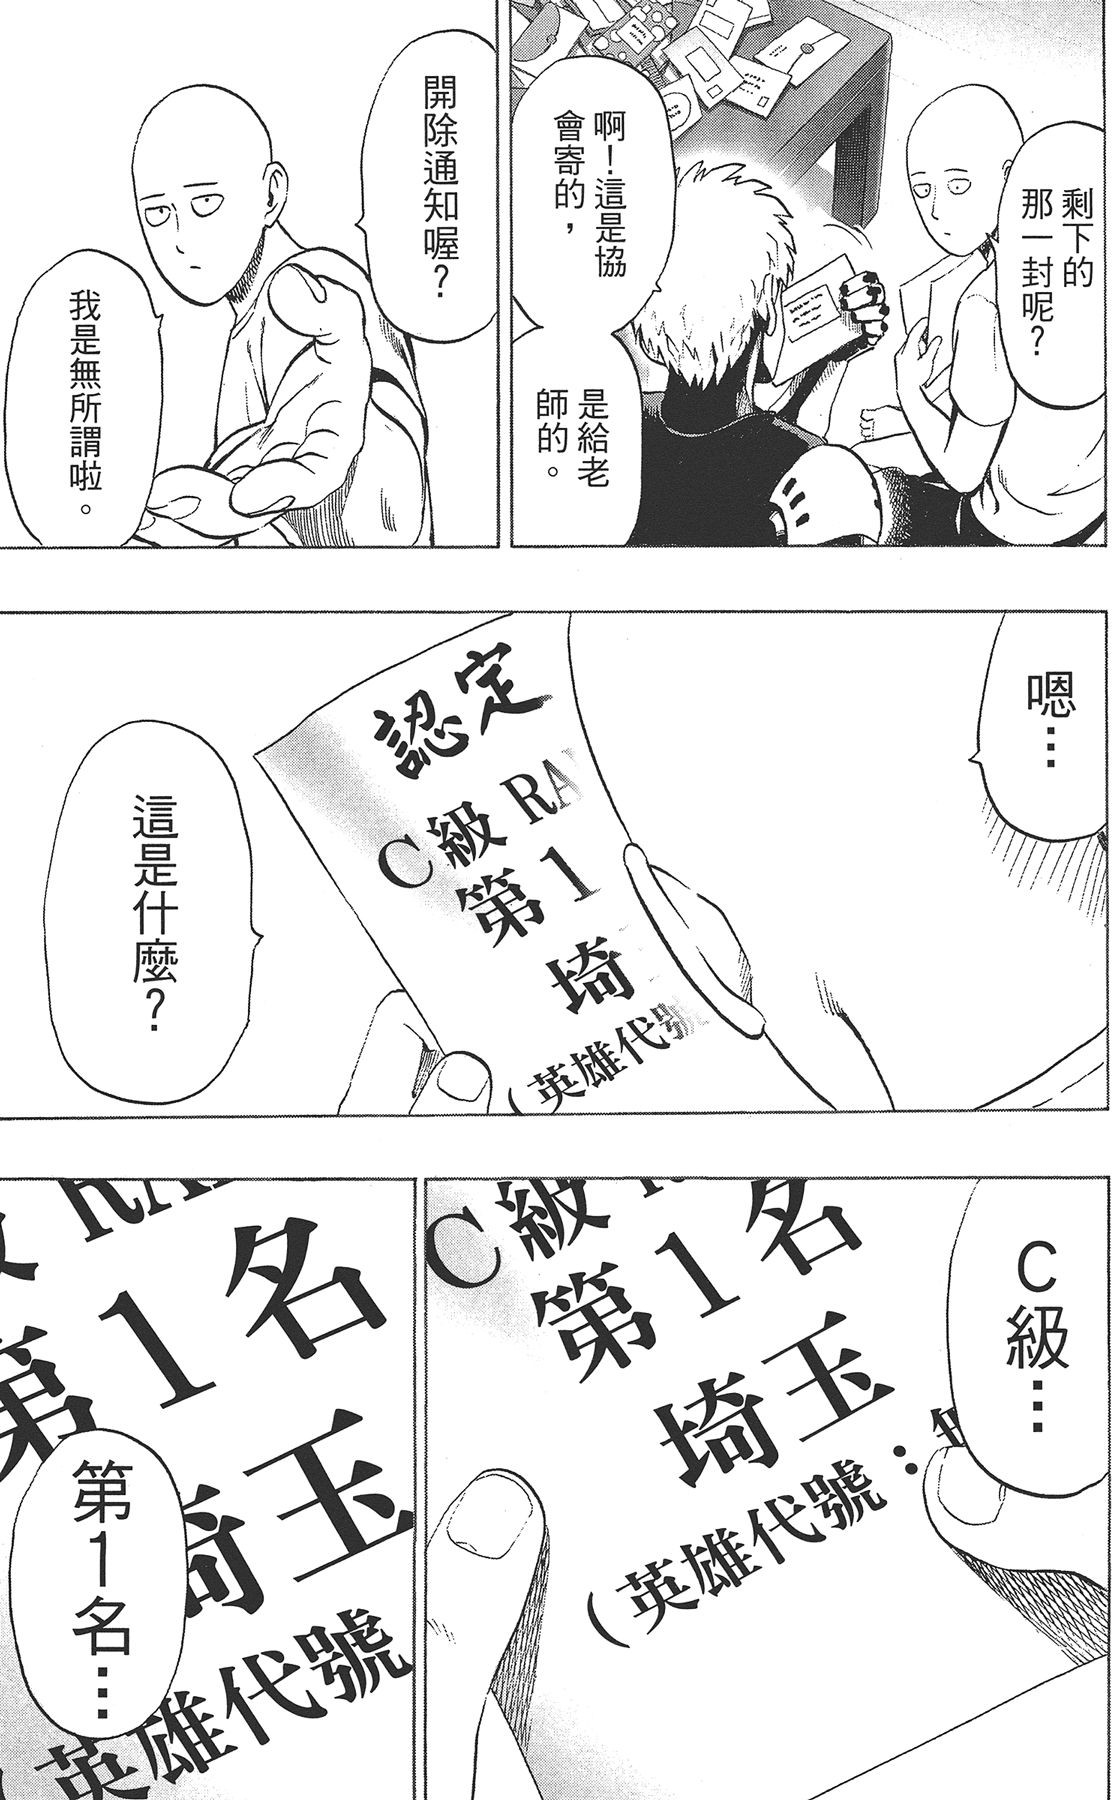 剩下的
那一封呢？
啊！這是協
會寄的，
是給老
師的。
開除通知喔？
我是無所謂啦。
嗯…
認定
C級 RA
第1
埼
（英雄代號
這是什麼？
C級…
C級
第1名
埼玉
（英雄代號：
第1名
埼玉
英雄代號
第1名…